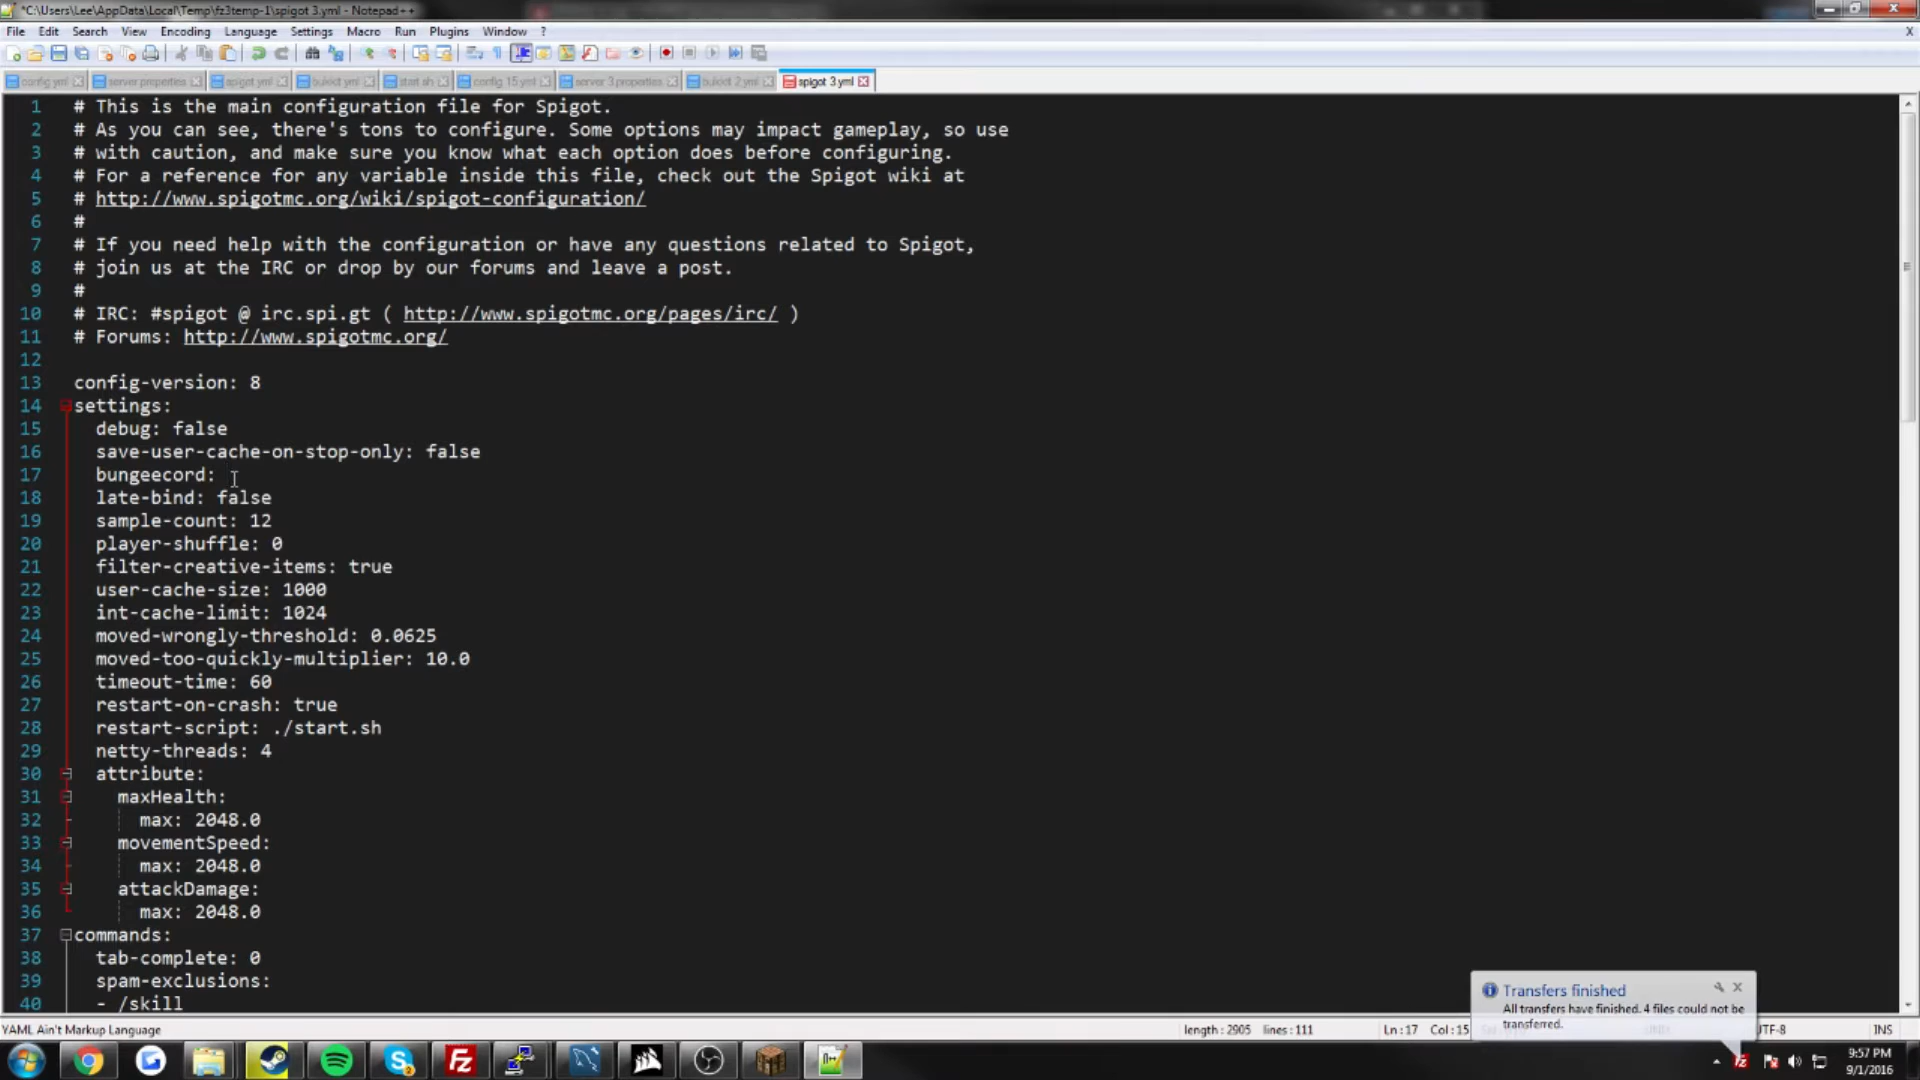 *C:\Users\Lee\AppData\Local\Temp\fz3temp-1\spigot 3.yml - Notepad++
File Edit Search View Encoding Language Settings Macro Run Plugins Window ?
X
config.yml server.properties spigot.yml bukkit.yml start.sh config 15.yml server 3.properties bukkit 2.yml spigot 3.yml
1 # This is the main configuration file for Spigot.
2 # As you can see, there's tons to configure. Some options may impact gameplay, so use
3 # with caution, and make sure you know what each option does before configuring.
4 # For a reference for any variable inside this file, check out the Spigot wiki at
5 # http://www.spigotmc.org/wiki/spigot-configuration/
6 #
7 # If you need help with the configuration or have any questions related to Spigot,
8 # join us at the IRC or drop by our forums and leave a post.
9 #
10 # IRC: #spigot @ irc.spi.gt ( http://www.spigotmc.org/pages/irc/ )
11 # Forums: http://www.spigotmc.org/
12
13 config-version: 8
14 settings:
15 debug: false
16 save-user-cache-on-stop-only: false
17 bungeecord:
18 late-bind: false
19 sample-count: 12
20 player-shuffle: 0
21 filter-creative-items: true
22 user-cache-size: 1000
23 int-cache-limit: 1024
24 moved-wrongly-threshold: 0.0625
25 moved-too-quickly-multiplier: 10.0
26 timeout-time: 60
27 restart-on-crash: true
28 restart-script: ./start.sh
29 netty-threads: 4
30 attribute:
31 maxHealth:
32 max: 2048.0
33 movementSpeed:
34 max: 2048.0
35 attackDamage:
36 max: 2048.0
37 commands:
38 tab-complete: 0
39 spam-exclusions:
40 - /skill
Transfers finished
All transfers have finished. 4 files could not be
transferred.
YAML Ain't Markup Language length : 2905 lines : 111 Ln : 17 Col : 15 UTF-8 INS
9:57 PM
9/1/2016